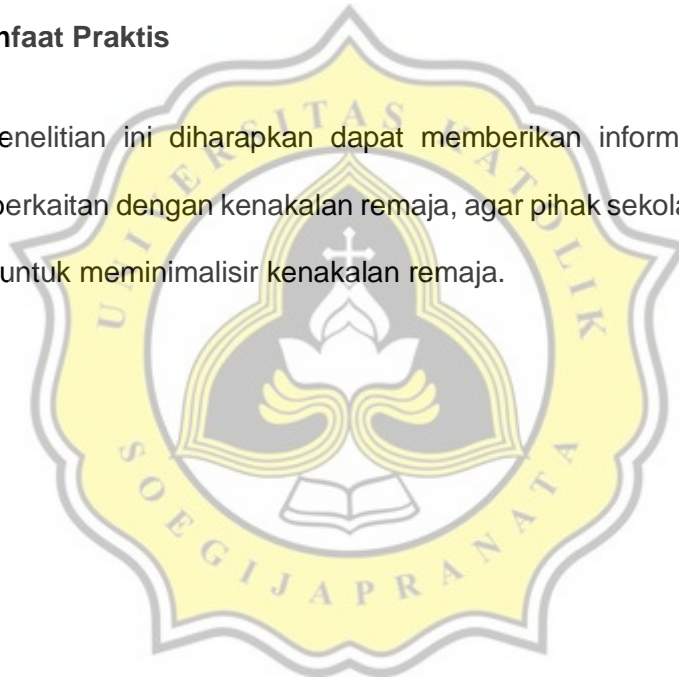 nfaat Praktis
enelitian ini diharapkan dapat memberikan inform
berkaitan dengan kenakalan remaja, agar pihak sekola
untuk meminimalisir kenakalan remaja.
UNIVERSITAS KATOLIK
SOEGIJAPRANATA